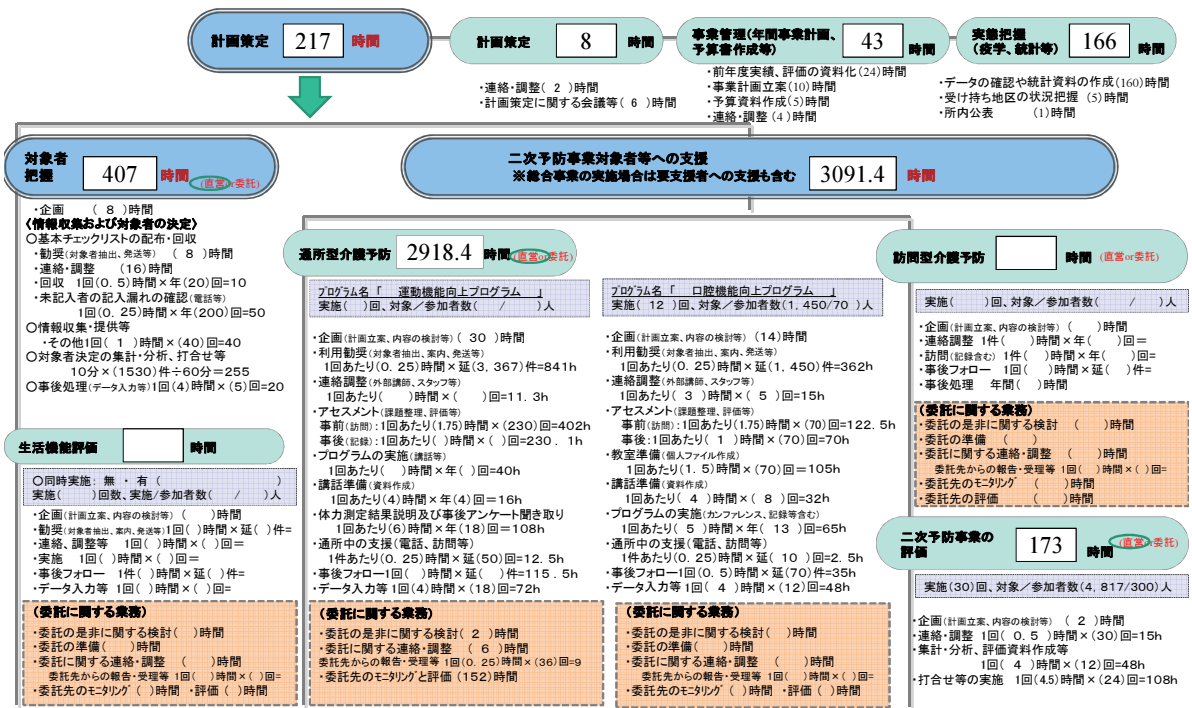 計画策定 217 時間
計画策定 8 時間
・連絡・調整( 2 )時間
・計画策定に関する会議等( 6 )時間
事業管理(年間事業計画、
予算書作成等) 43 時間
・前年度実績、評価の資料化(24)時間
・事業計画立案(10)時間
・予算資料作成(5)時間
・連絡・調整(4)時間
実態把握
(疫学、統計等) 166 時間
・データの確認や統計資料の作成(160)時間
・受け持ち地区の状況把握 (5)時間
・所内公表 (1)時間
対象者
把握 407 時間 (直営or委託)
・企画 ( 8 )時間
〈情報収集および対象者の決定〉
○基本チェックリストの配布・回収
・勧奨(対象者抽出、発送等) ( 8 )時間
・連絡・調整 (16)時間
・回収 1回(0.5)時間×年(20)回=10
・未記入者の記入漏れの確認(電話等)
1回(0.25)時間×年(200)回=50
○情報収集・提供等
・その他1回( 1 )時間×(40)回=40
○対象者決定の集計・分析、打合せ等
10分×(1530)件÷60分=255
○事後処理(データ入力等)1回(4)時間×(5)回=20
生活機能評価 時間
○同時実施: 無 ・ 有 ( )
実施( )回数、実施/参加者数( / )人
・企画(計画立案、内容の検討等) ( )時間
・勧奨(対象者抽出、案内、発送等)1回( )時間×延( )件=
・連絡、調整等 1回( )時間×( )回=
・実施 1回( )時間×( )回=
・事後フォロー 1件( )時間×延( )件=
・データ入力等 1回( )時間×( )回=
(委託に関する業務)
・委託の是非に関する検討( )時間
・委託の準備( )時間
・委託に関する連絡・調整 ( )時間
委託先からの報告・受理等 1回( )時間×( )回=
・委託先のモニタリング ( )時間 ・評価 ( )時間
二次予防事業対象者等への支援
※総合事業の実施場合は要支援者への支援も含む 3091.4 時間
通所型介護予防 2918.4 時間(直営or委託)
プログラム名「 運動機能向上プログラム 」
実施( )回、対象/参加者数( / )人
・企画(計画立案、内容の検討等)( 30 )時間
・利用勧奨(対象者抽出、案内、発送等)
1回あたり(0.25)時間×延(3,367)件=841h
・連絡調整(外部講師、スタッフ等)
1回あたり( )時間×( )回=11.3h
・アセスメント(課題整理、評価等)
事前(訪問):1回あたり(1.75)時間×(230)回=402h
事後(記録):1回あたり( )時間×( )回=230.1h
・プログラムの実施(講話等)
1回あたり( )時間×年( )回=40h
・講話準備(資料作成)
1回あたり(4)時間×年(4)回=16h
・体力測定結果説明及び事後アンケート聞き取り
1回あたり(6)時間×年(18)回=108h
・通所中の支援(電話、訪問等)
1件あたり(0.25)時間×延(50)回=12.5h
・事後フォロー1回( )時間×延( )件=115.5h
・データ入力等 1回(4)時間×(18)回=72h
(委託に関する業務)
・委託の是非に関する検討( 2 )時間
・委託に関する連絡・調整 ( 6 )時間
委託先からの報告・受理等 1回(0.25)時間×(36)回=9
・委託先のモニタリングと評価 (152)時間
プログラム名「 口腔機能向上プログラム 」
実施( 12 )回、対象/参加者数(1,450/70 )人
・企画(計画立案、内容の検討等) (14)時間
・利用勧奨(対象者抽出、案内、発送等)
1回あたり(0.25)時間×延(1,450)件=362h
・連絡調整(外部講師、スタッフ等)
1回あたり( 3 )時間×( 5 )回=15h
・アセスメント(課題整理、評価等)
事前(訪問):1回あたり(1.75)時間×(70)回=122.5h
事後:1回あたり( 1 )時間×(70)回=70h
・教室準備(個人ファイル作成)
1回あたり(1.5)時間×(70)回=105h
・講話準備(資料作成)
1回あたり( 4 )時間×( 8 )回=32h
・プログラムの実施(カンファレンス、記録等含む)
1回あたり( 5 )時間×年( 13 )回=65h
・通所中の支援(電話、訪問等)
1件あたり(0.25)時間×延( 10 )回=2.5h
・事後フォロー1回(0.5)時間×延(70)件=35h
・データ入力等 1回( 4 )時間×(12)回=48h
(委託に関する業務)
・委託の是非に関する検討( )時間
・委託の準備( )時間
・委託に関する連絡・調整 ( )時間
委託先からの報告・受理等 1回( )時間×( )回=
・委託先のモニタリング ( )時間 ・評価 ( )時間
訪問型介護予防 時間 (直営or委託)
実施( )回、対象/参加者数( / )人
・企画(計画立案、内容の検討等) ( )時間
・連絡調整 1件( )時間×年( )回=
・訪問(記録含む) 1件( )時間×年( )回=
・事後フォロー 1回( )時間×延( )件=
・事後処理 年間( )時間
(委託に関する業務)
・委託の是非に関する検討 ( )時間
・委託の準備 ( )
・委託に関する連絡・調整 ( )時間
委託先からの報告・受理等 1回( )時間×( )回=
・委託先のモニタリング ( )時間
・委託先の評価 ( )時間
二次予防事業の
評価 173 時間 (直営or委託)
実施(30)回、対象/参加者数(4,817/300)人
・企画(計画立案、内容の検討等) ( 2 )時間
・連絡・調整 1回( 0.5 )時間×(30)回=15h
・集計・分析、評価資料作成等
1回( 4 )時間×(12)回=48h
・打合せ等の実施 1回(4.5)時間×(24)回=108h